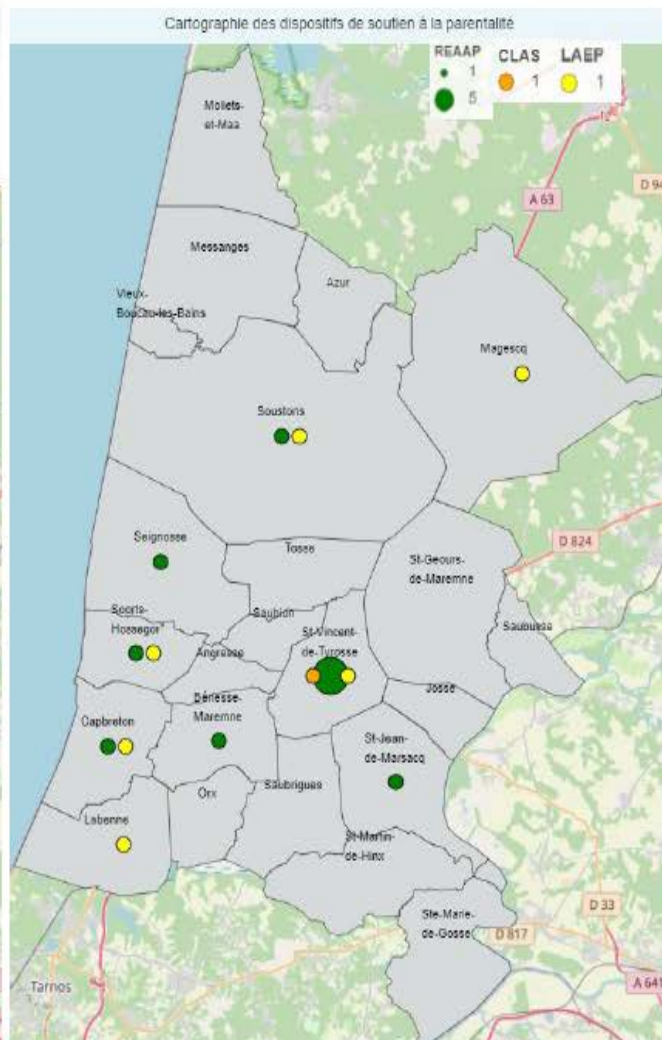 Cartographie des dispositifs de soutien à la parentalité
REAAP CLAS LAEP
1 1 1
5
Moliets-
et-Maa
A 63
D 94
Messanges
Azur
Vieux-
Boucau-les-Bains
Magescq
Soustons
Seignosse
Tosse
St-Geours-
de-Maremne
D 824
Soorts-
Hossegor
Saubion
St-Vincent-
de-Tyrosse
Saubusse
Angresse
Josse
Bénesse-
Maremne
Capbreton
St-Jean-
de-Marsacq
Orx
Saubrigues
Labenne
St-Martin-
de-Hinx
Ste-Marie-
de-Gosse
D 33
D 817
Tarnos
A 641